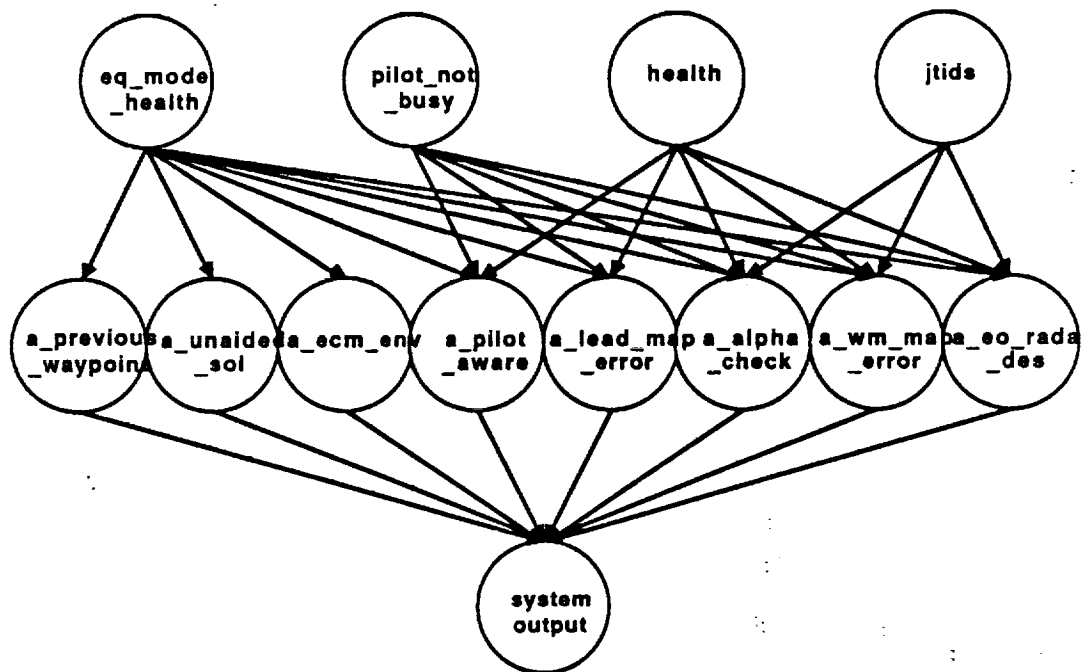 eq_mode
_health
pilot_not
_busy
health
jtids
a_previous
_waypoint
a_unaided
_sol
a_ecm_env
a_pilot
_aware
a_lead_map
_error
a_alpha
_check
a_wm_map
_error
a_eo_rada
_des
system
output